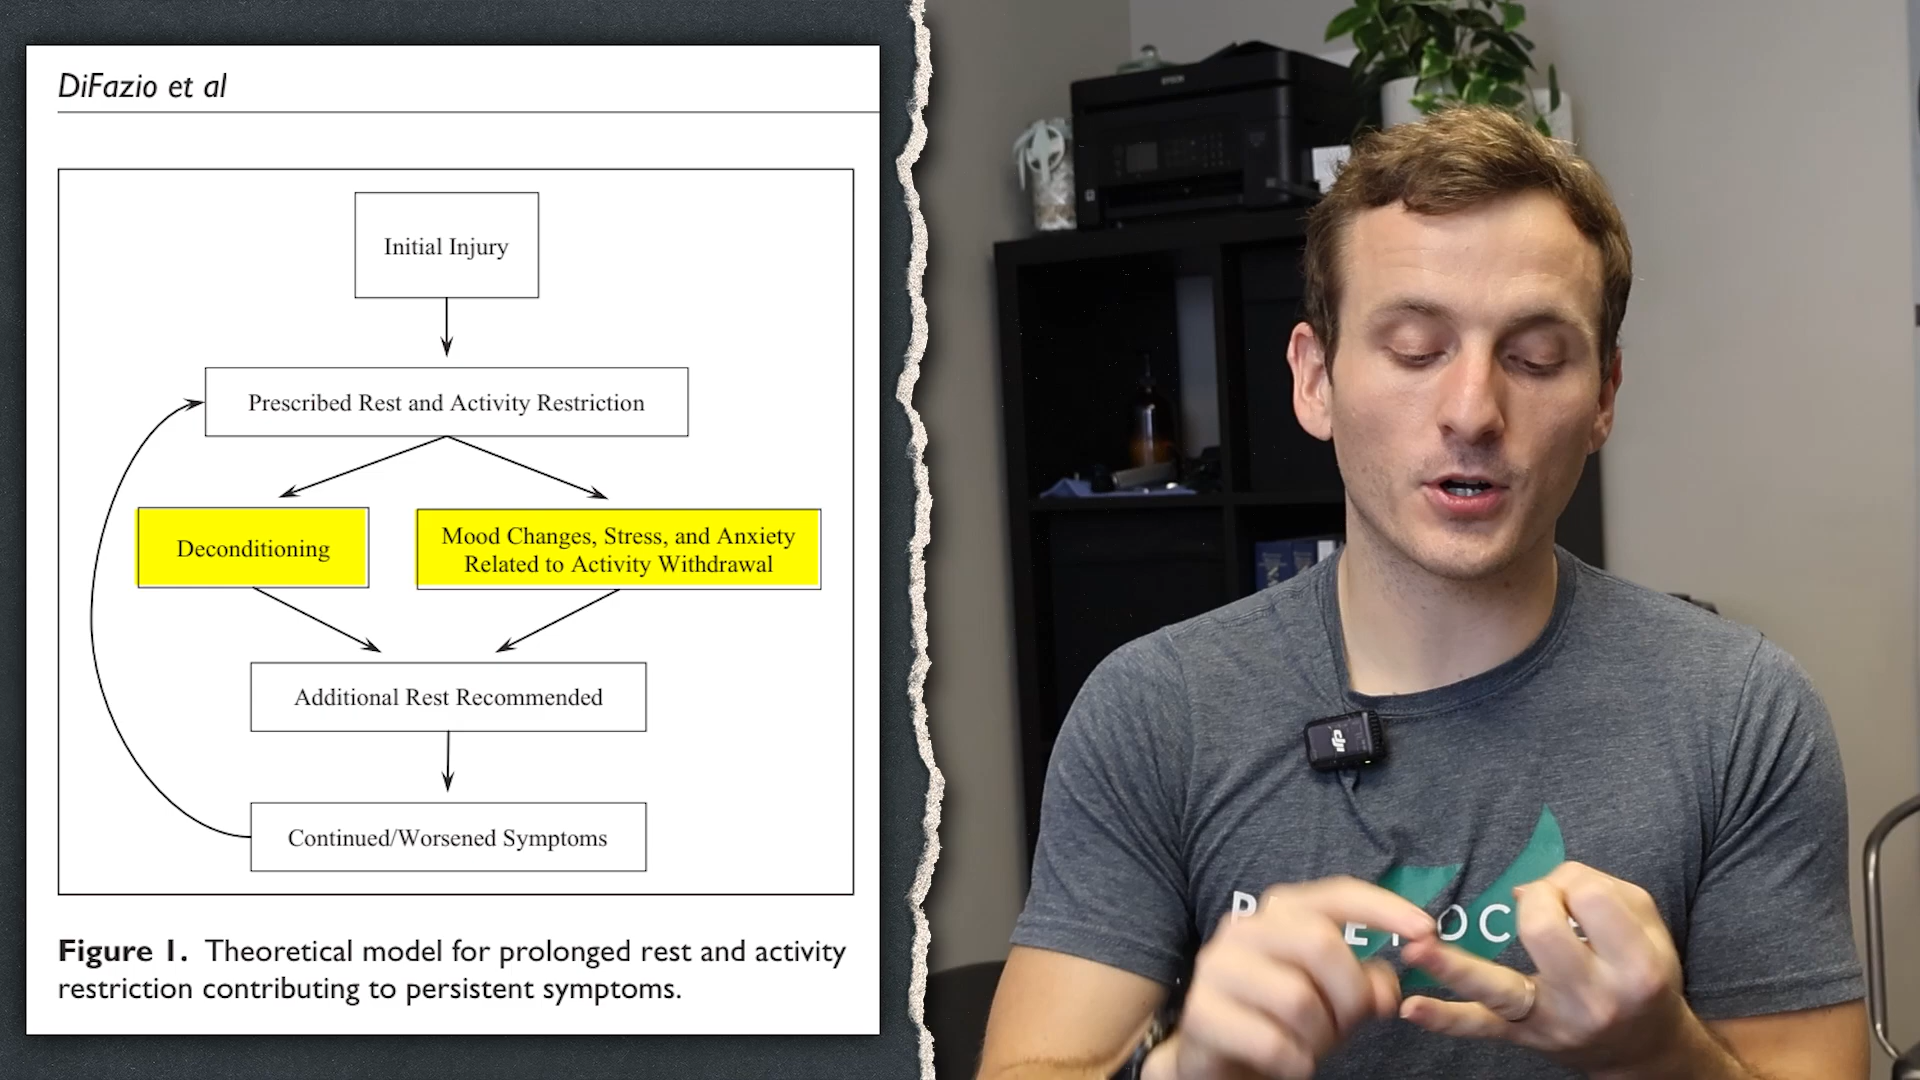 DiFazio et al
Initial Injury
Prescribed Rest and Activity Restriction
Deconditioning
Mood Changes, Stress, and Anxiety
Related to Activity Withdrawal
Additional Rest Recommended
Continued/Worsened Symptoms
Figure 1. Theoretical model for prolonged rest and activity
restriction contributing to persistent symptoms.
EPSON
dji